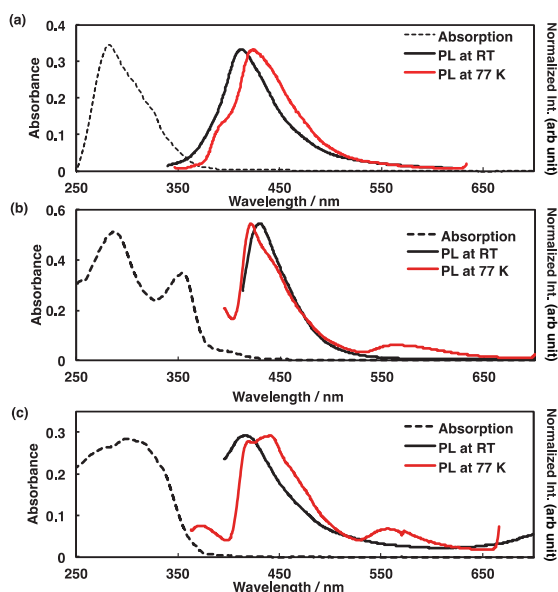 (a)
0.4
0.3
0.2
0.1
0
Absorbance
Absorption
PL at RT
PL at 77 K
Normalized Int. (arb unit)
250 350 450 550 650
Wavelength / nm
(b)
0.6
0.4
0.2
0
Absorbance
Absorption
PL at RT
PL at 77 K
Normalized Int. (arb unit)
250 350 450 550 650
Wavelength / nm
(c)
0.3
0.2
0.1
0
Absorbance
Absorption
PL at RT
PL at 77 K
Normalized Int. (arb unit)
250 350 450 550 650
Wavelength / nm